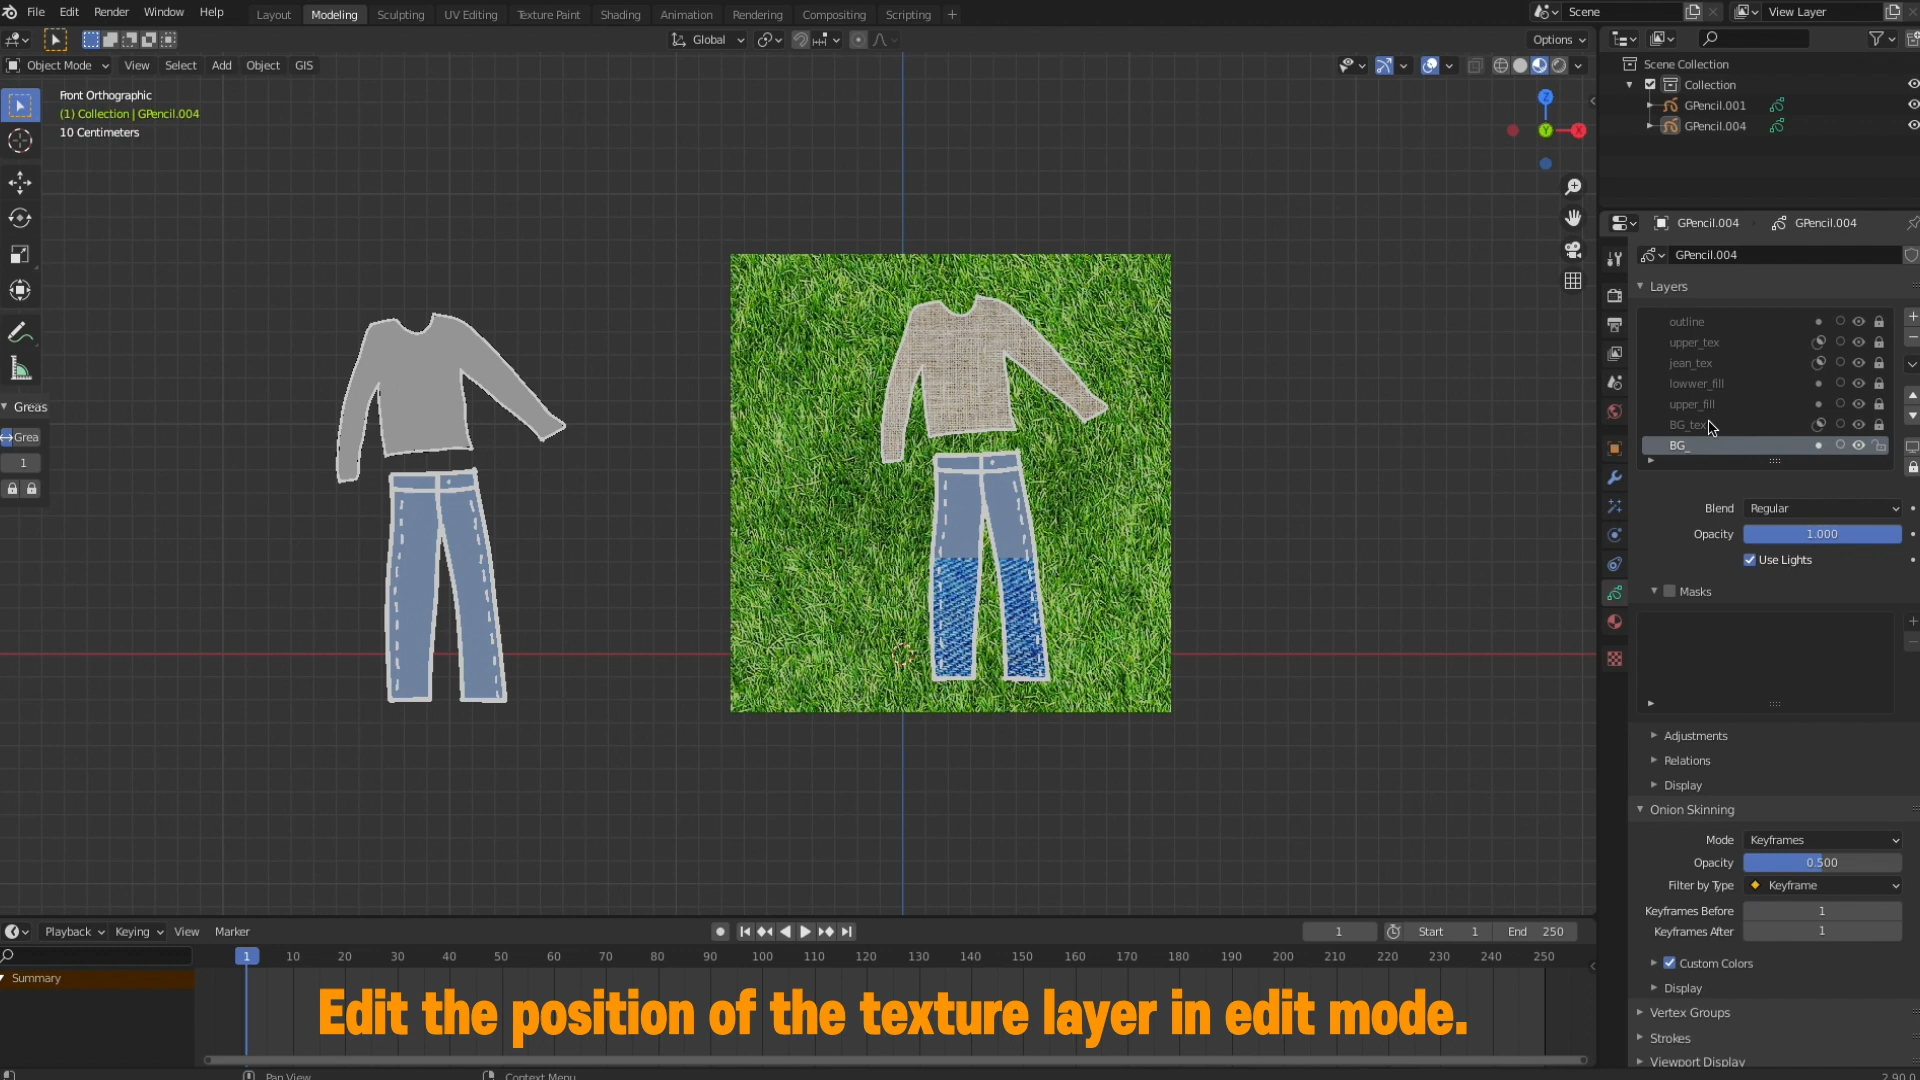 File Edit Render Window Help Layout Modeling Sculpting UV Editing Texture Paint Shading Animation Rendering Compositing Scripting + Scene View Layer
Global Options
Object Mode View Select Add Object GIS
Front Orthographic
(1) Collection | GPencil.004
10 Centimeters
Z
Y
X
Greas
Grea
1
Scene Collection
Collection
GPencil.001
GPencil.004
GPencil.004 GPencil.004
GPencil.004
Layers
outline
upper_tex
jean_tex
lowwer_fill
upper_fill
BG_tex
BG_
Blend Regular
Opacity 1.000
Use Lights
Masks
Adjustments
Relations
Display
Onion Skinning
Mode Keyframes
Opacity 0.500
Filter by Type Keyframe
Keyframes Before 1
Keyframes After 1
Custom Colors
Display
Vertex Groups
Strokes
Viewport Display
Playback Keying View Marker 1 Start 1 End 250
1 10 20 30 40 50 60 70 80 90 100 110 120 130 140 150 160 170 180 190 200 210 220 230 240 250
Summary
Edit the position of the texture layer in edit mode.
Pan View Context Menu 2.90.0